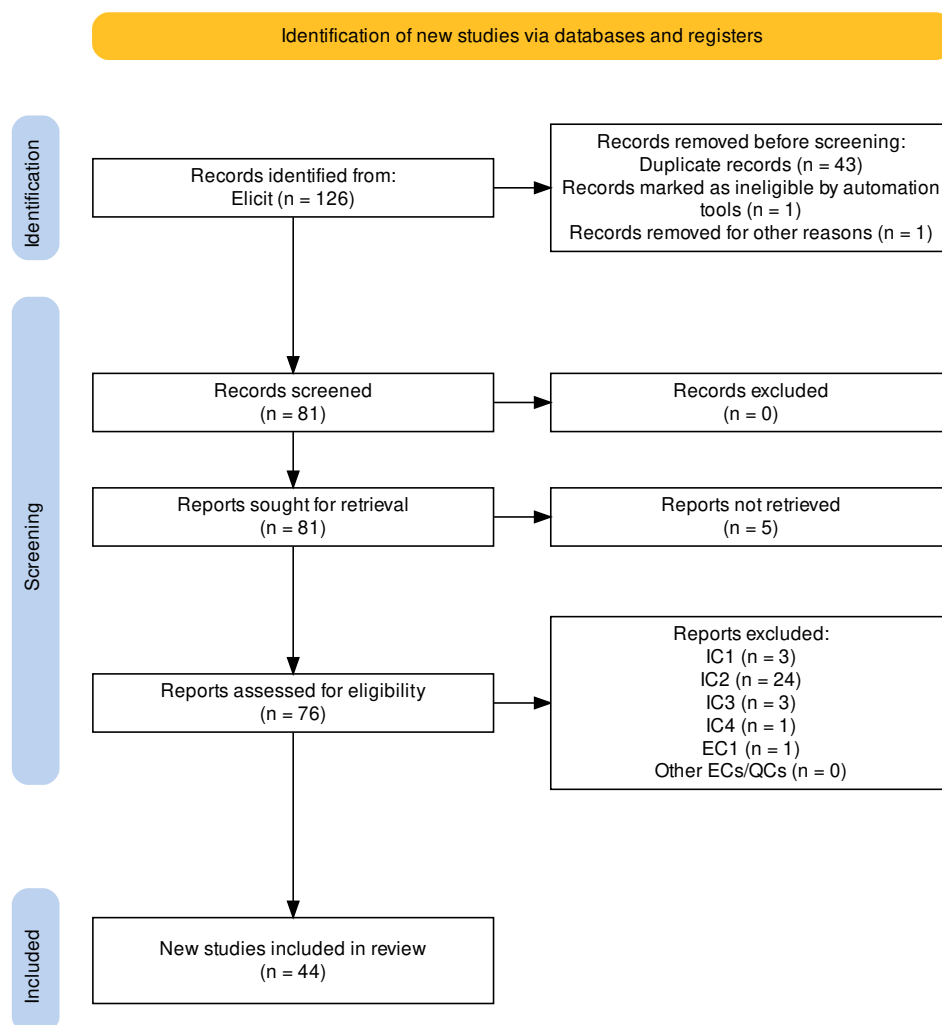 Identification of new studies via databases and registers
Identification
Records identified from:
Elicit (n = 126)
Records removed before screening:
Duplicate records (n = 43)
Records marked as ineligible by automation
tools (n = 1)
Records removed for other reasons (n = 1)
Screening
Records screened
(n = 81)
Records excluded
(n = 0)
Reports sought for retrieval
(n = 81)
Reports not retrieved
(n = 5)
Reports assessed for eligibility
(n = 76)
Reports excluded:
IC1 (n = 3)
IC2 (n = 24)
IC3 (n = 3)
IC4 (n = 1)
EC1 (n = 1)
Other ECs/QCs (n = 0)
Included
New studies included in review
(n = 44)